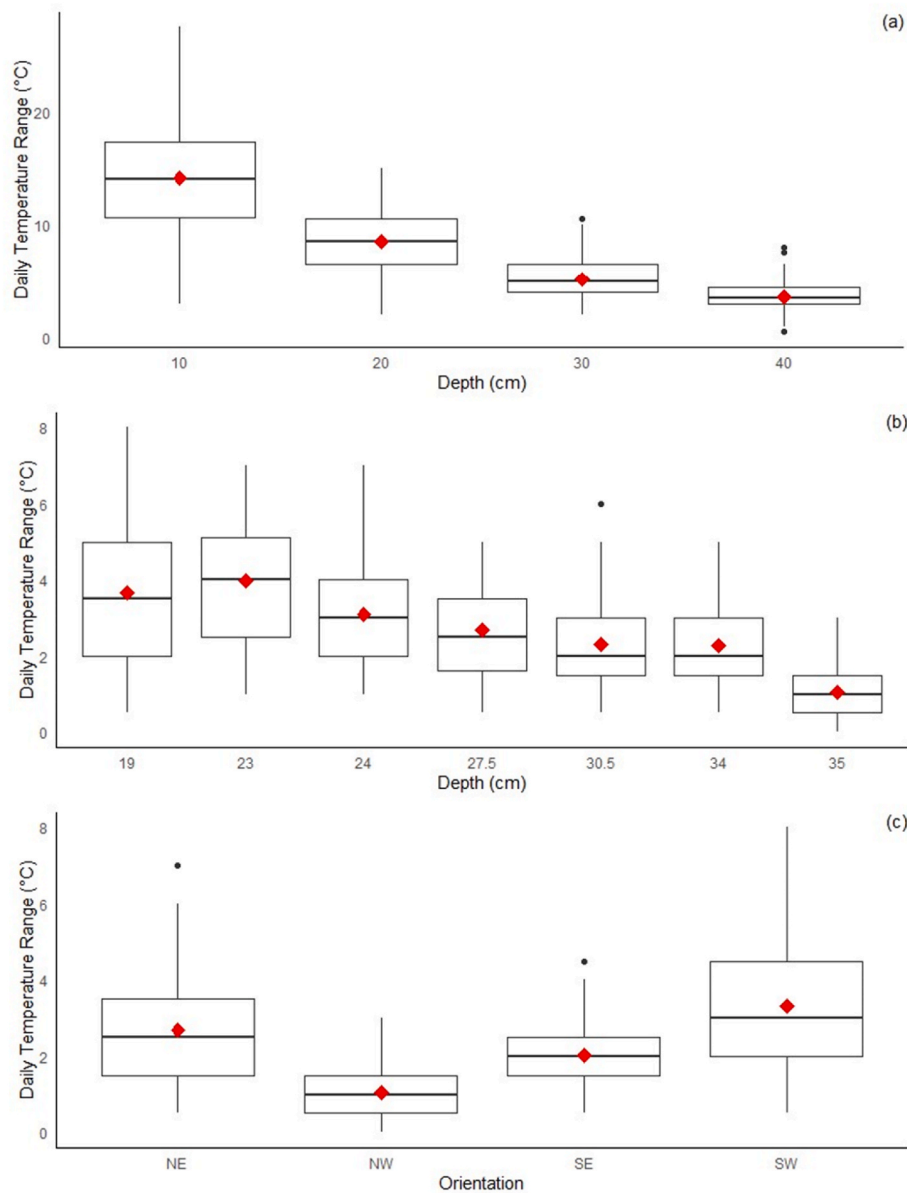 (a)
Daily Temperature Range (°C)
20
10
0
10 20 30 40
Depth (cm)
(b)
Daily Temperature Range (°C)
8
6
4
2
0
19 23 24 27.5 30.5 34 35
Depth (cm)
(c)
Daily Temperature Range (°C)
8
6
4
2
0
NE NW SE SW
Orientation